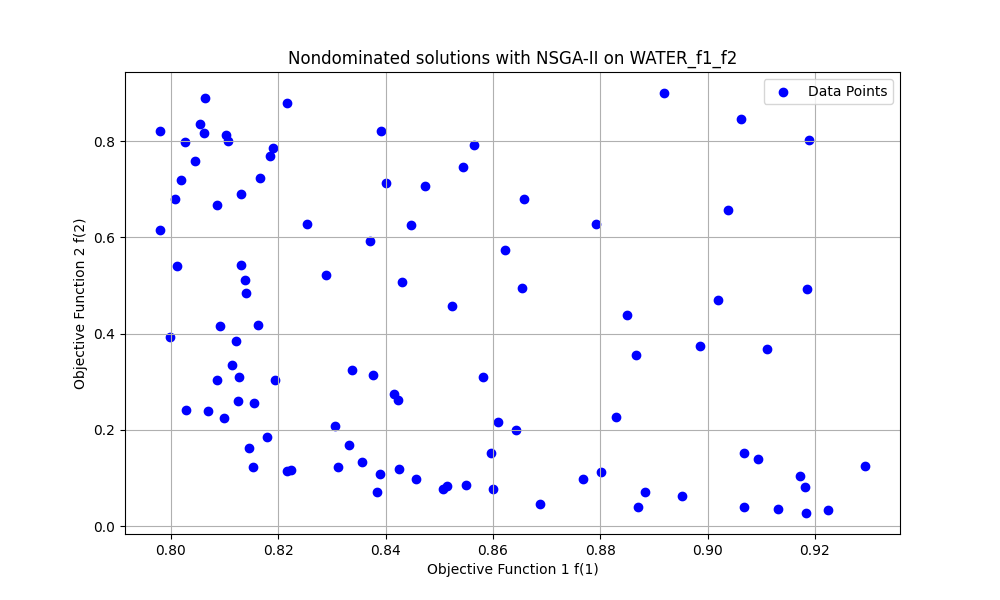 Nondominated solutions with NSGA-II on WATER_f1_f2
Data Points
Objective Function 2 f(2)
0.8
0.6
0.4
0.2
0.0
0.80 0.82 0.84 0.86 0.88 0.90 0.92
Objective Function 1 f(1)